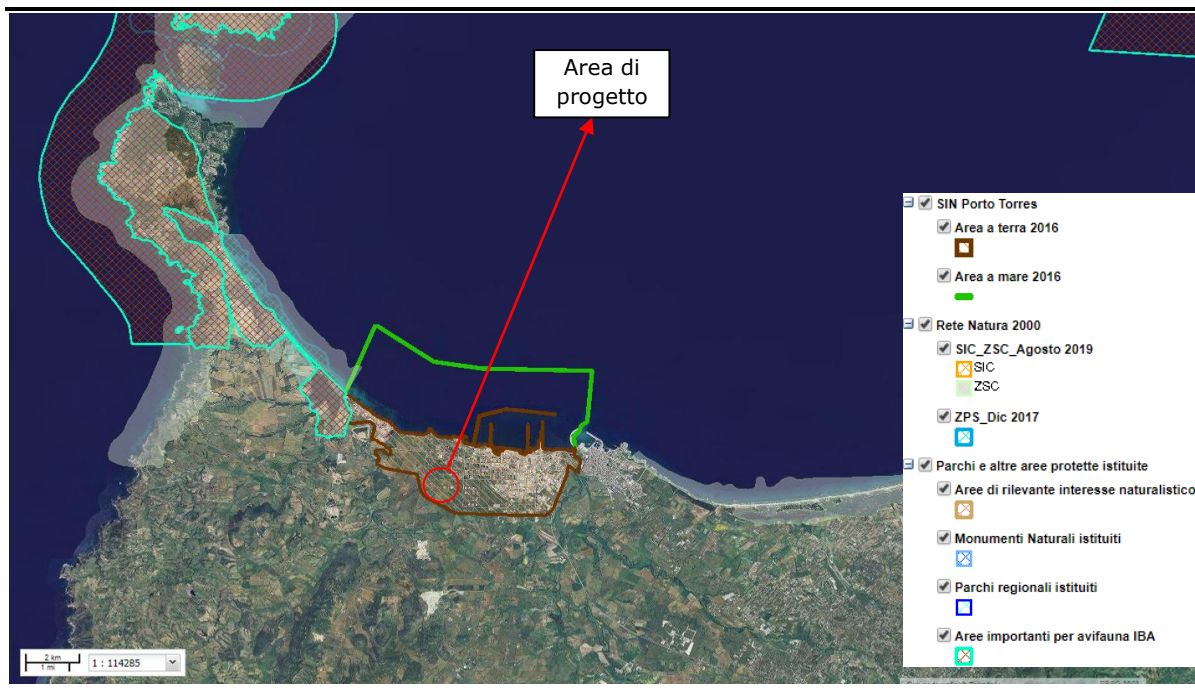 Area di
progetto
SIN Porto Torres
Area a terra 2016
Area a mare 2016
Rete Natura 2000
SIC_ZSC_Agosto 2019
SIC
ZSC
ZPS_Dic 2017
Parchi e altre aree protette istituite
Aree di rilevante interesse naturalistico
Monumenti Naturali istituiti
Parchi regionali istituiti
Aree importanti per avifauna IBA
2 km
1 mi
1 : 114285